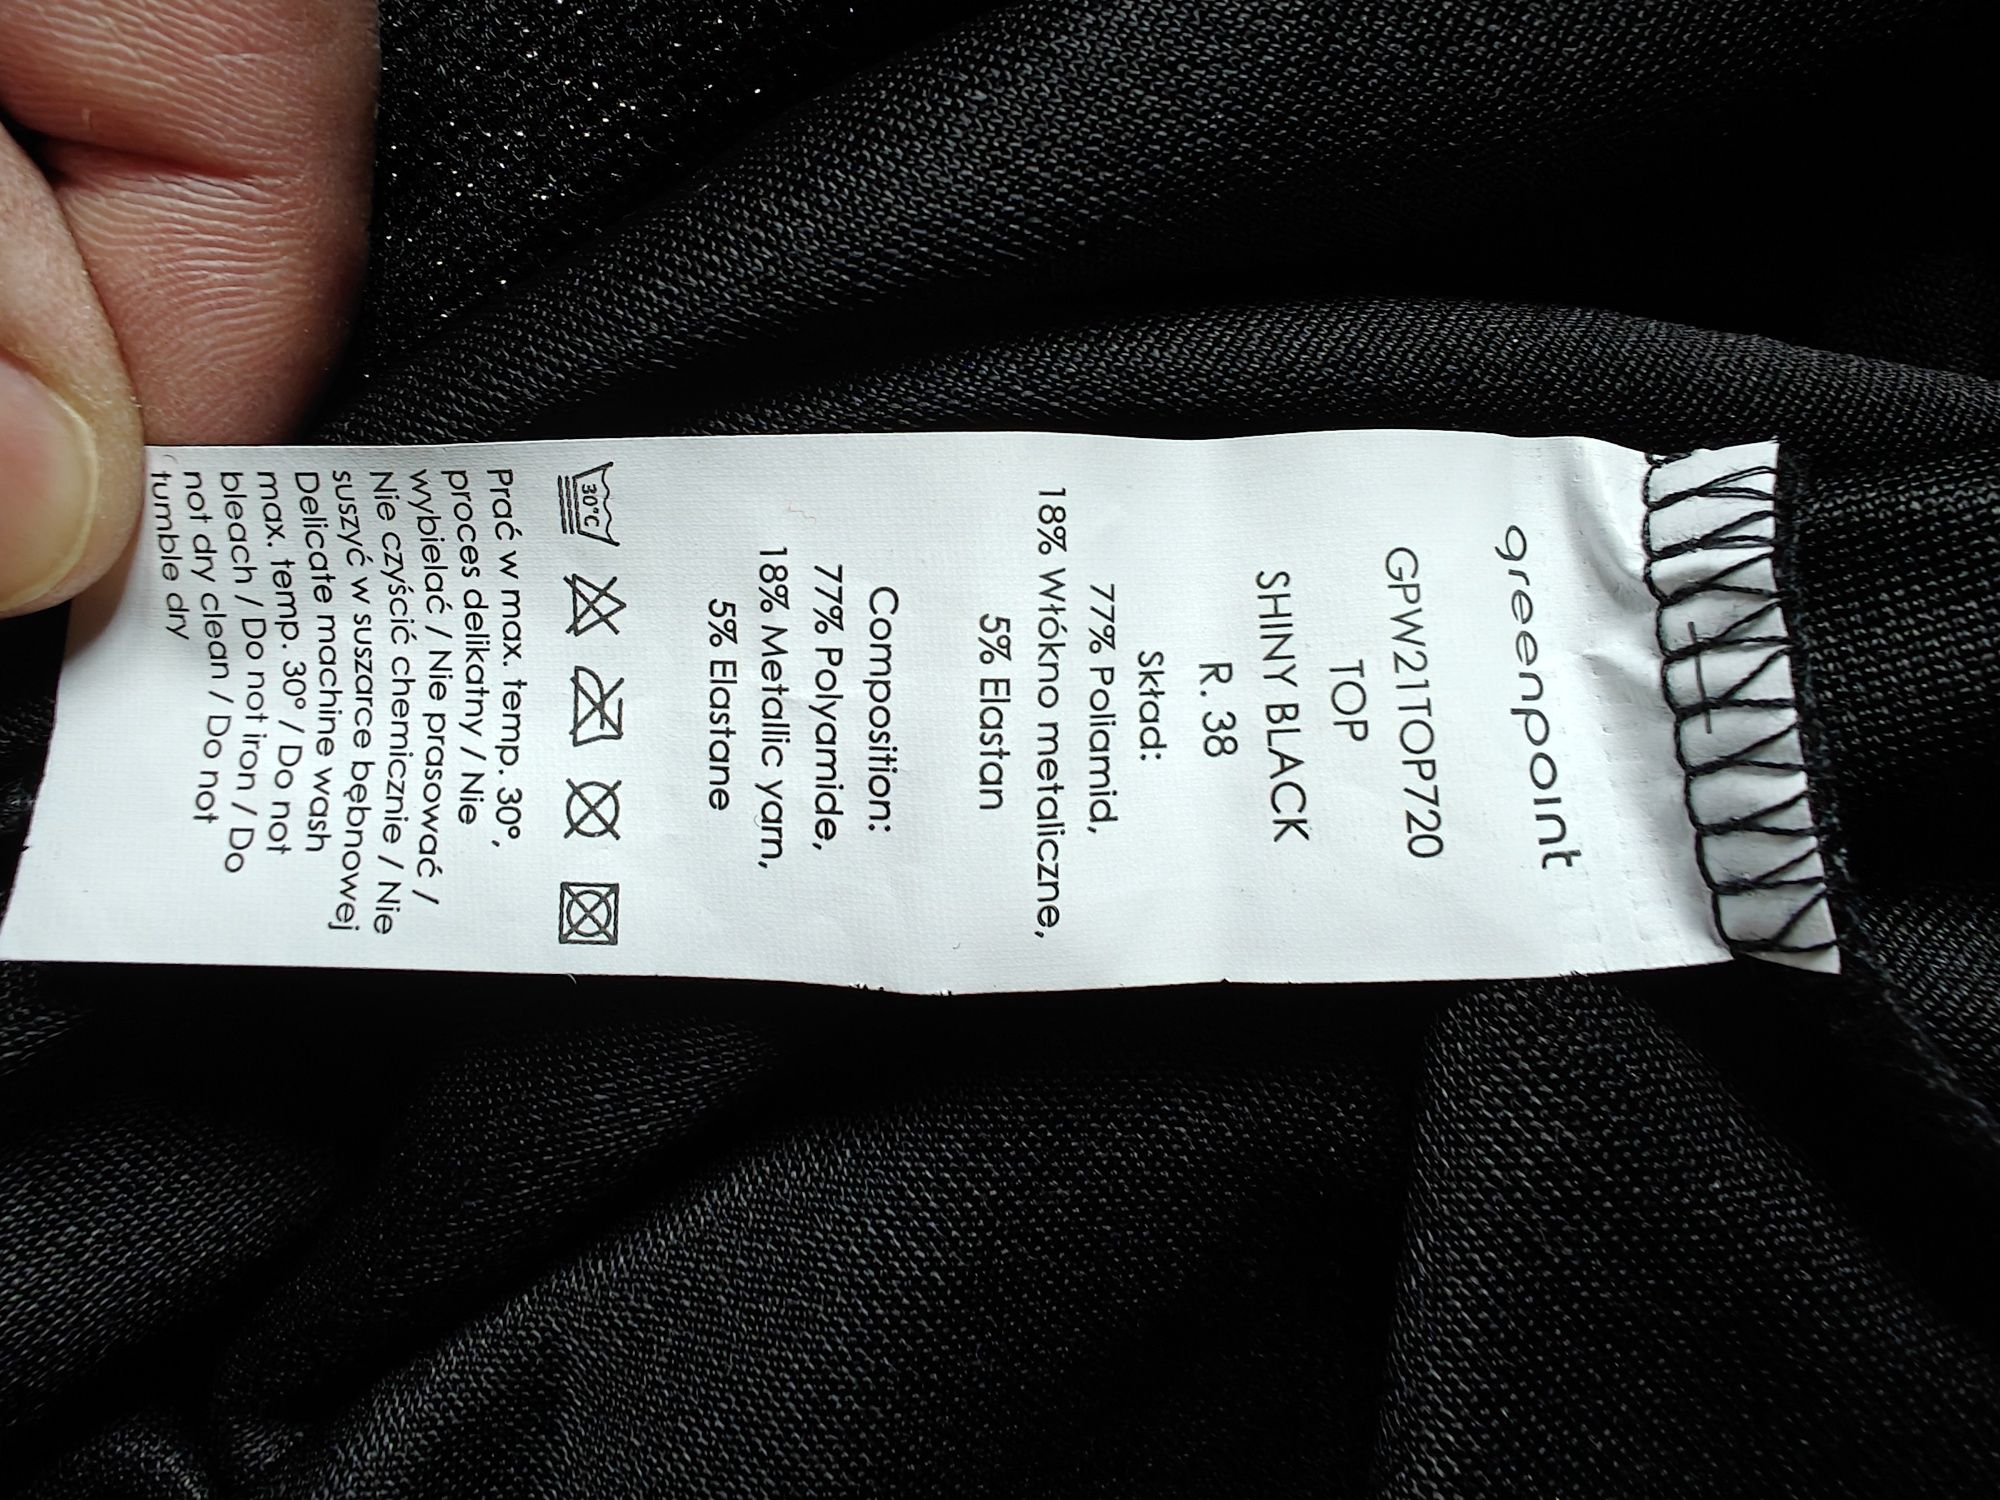 greenpoint
GPW21TOP720
TOP
SHINY BLACK
R. 38
Skład:
77% Poliamid,
18% Włókno metaliczne,
5% Elastan
Composition:
77% Polyamide,
18% Metallic yarn,
5% Elastane
30°C
Prać w max. temp. 30°,
proces delikatny / Nie
wybielać / Nie prasować /
Nie czyścić chemicznie / Nie
suszyć w suszarce bębnowej
Delicate machine wash
max. temp. 30° / Do not
bleach / Do not iron / Do
not dry clean / Do not
tumble dry